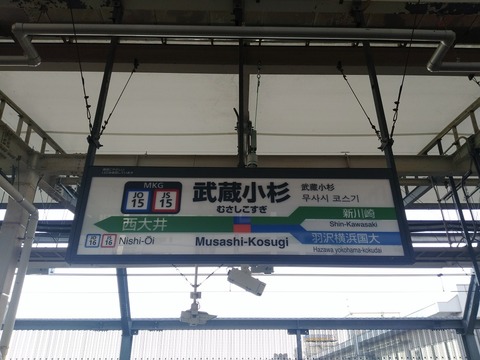 MKG
JO
15
JS
15
武蔵小杉
むさしこすぎ
武蔵小杉
무사시 코스기
西大井
新川崎
Shin-Kawasaki
JO
16
JS
16
Nishi-Ōi
Musashi-Kosugi
羽沢横浜国大
Hazawa yokohama-kokudai